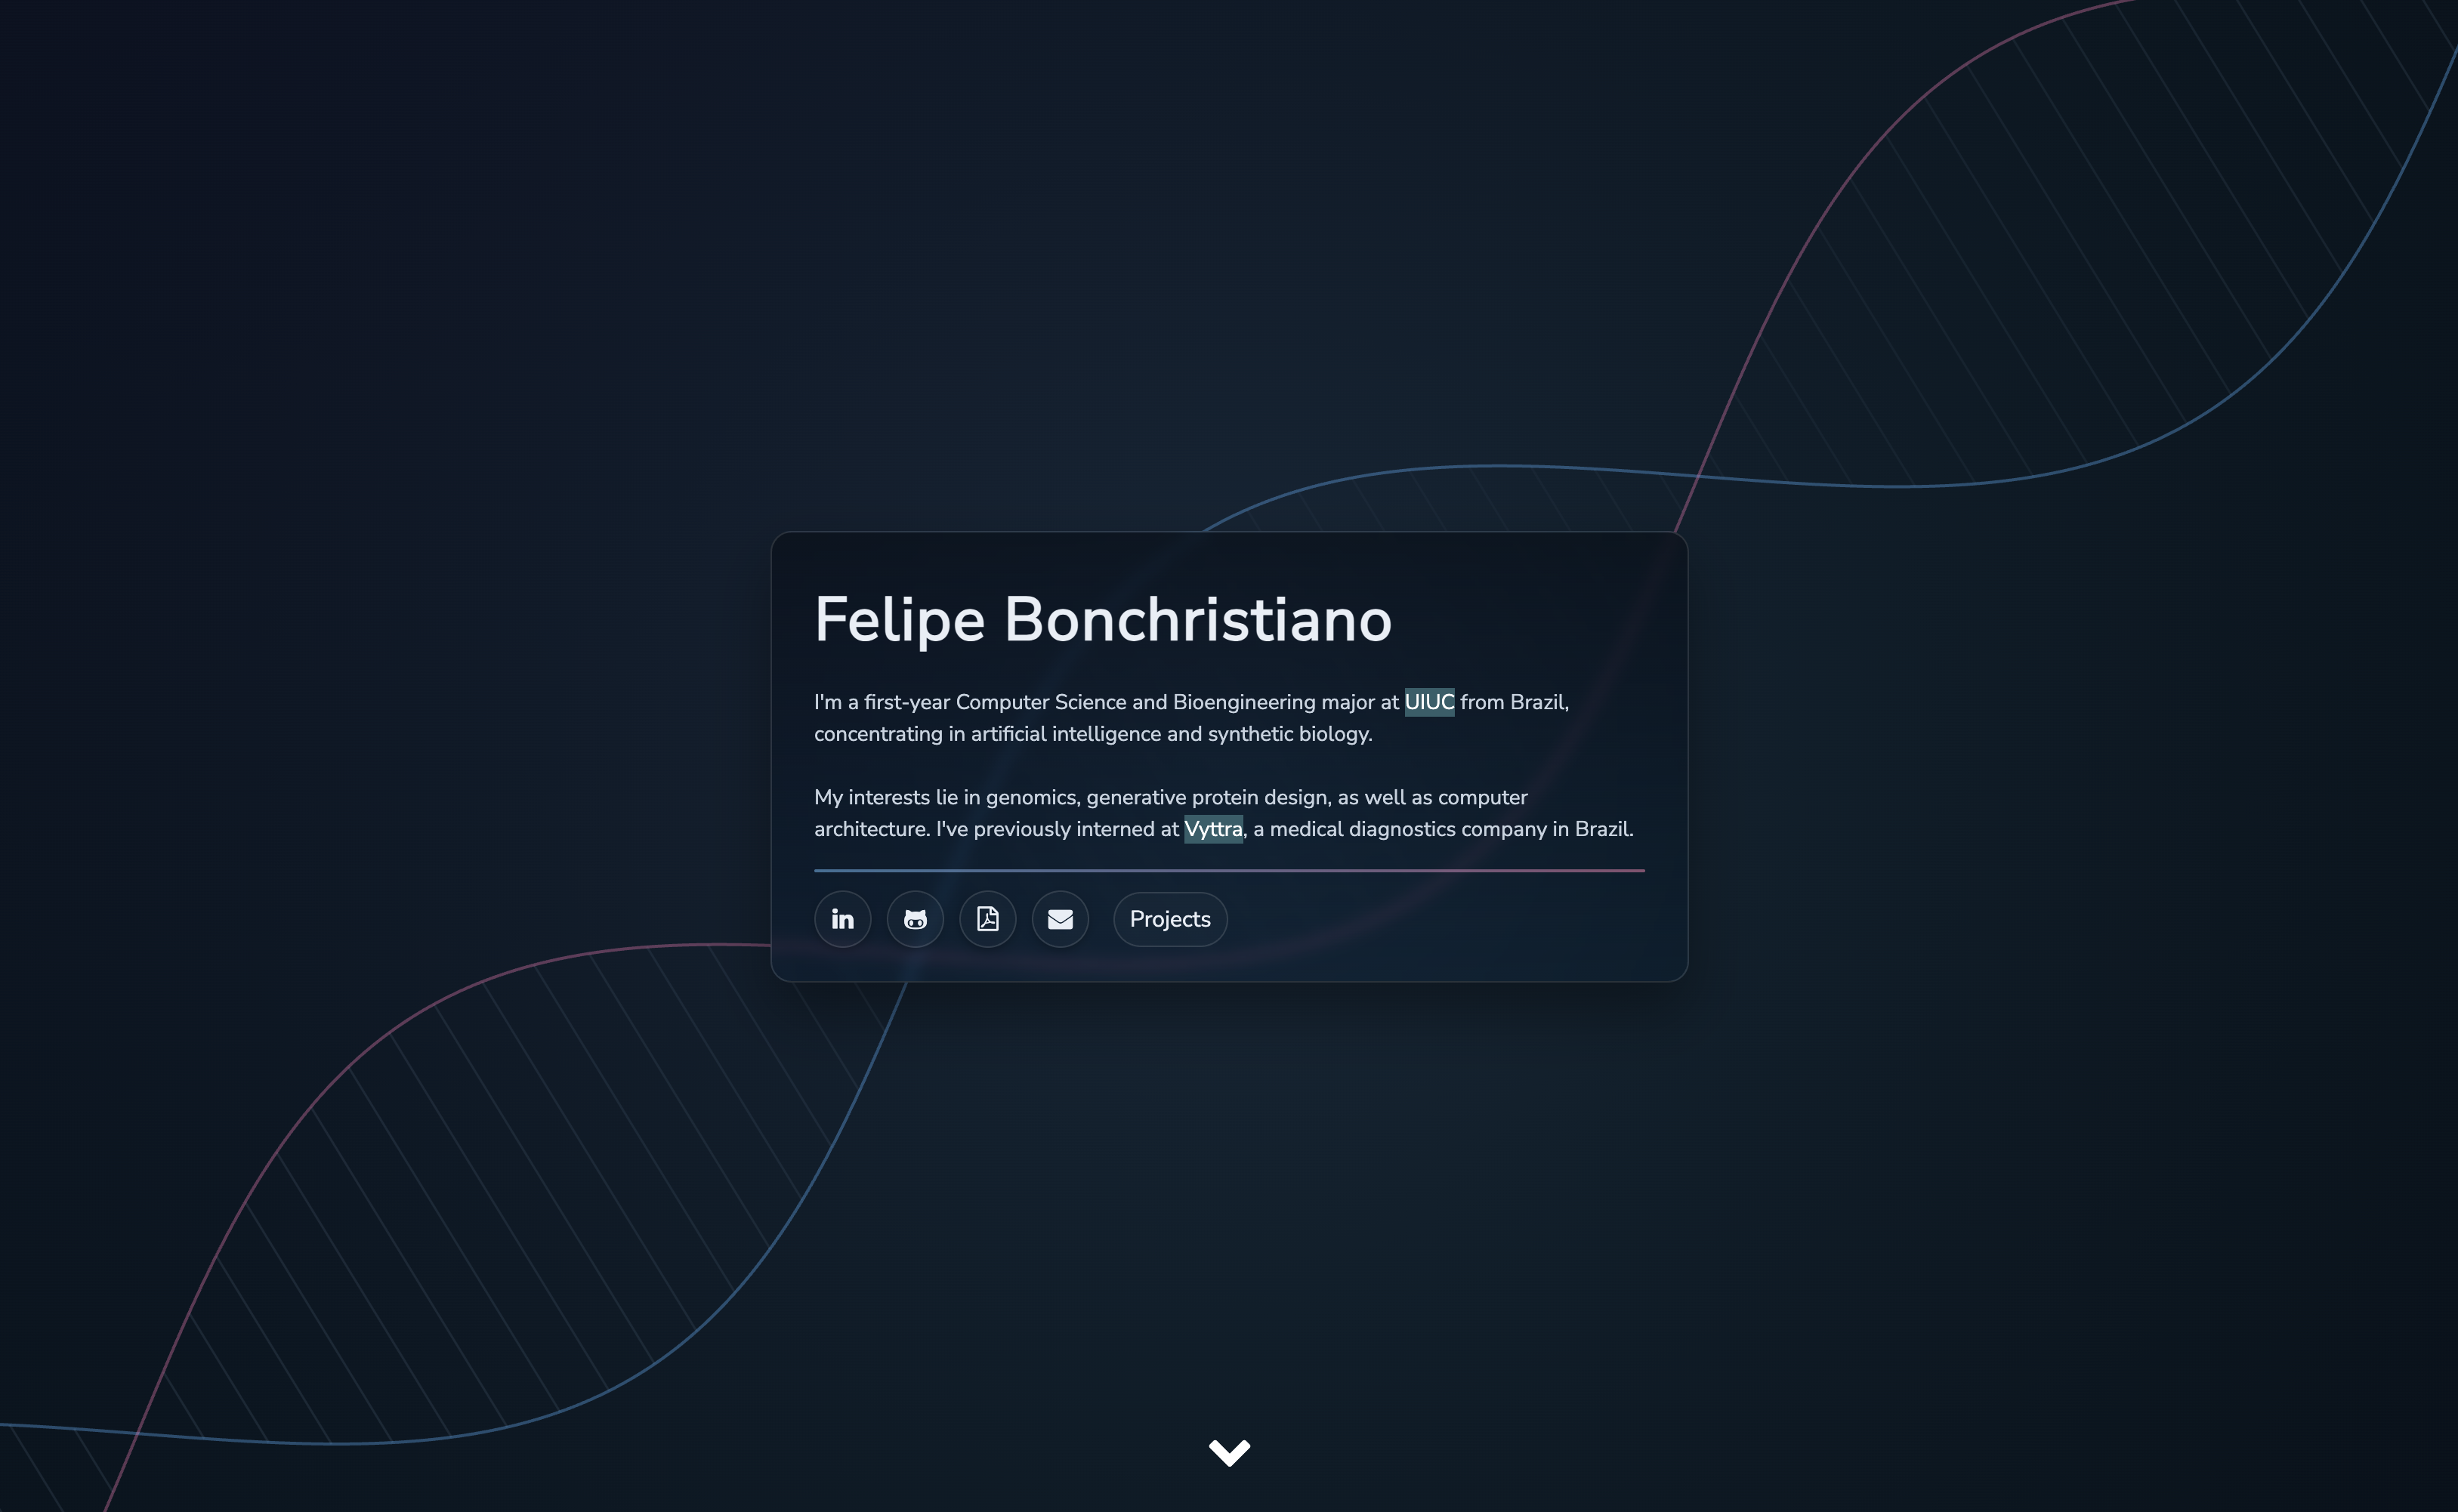 Felipe Bonchristiano
I'm a first-year Computer Science and Bioengineering major at UIUC from Brazil,
concentrating in artificial intelligence and synthetic biology.
My interests lie in genomics, generative protein design, as well as computer
architecture. I've previously interned at Vyttra, a medical diagnostics company in Brazil.
in
Projects